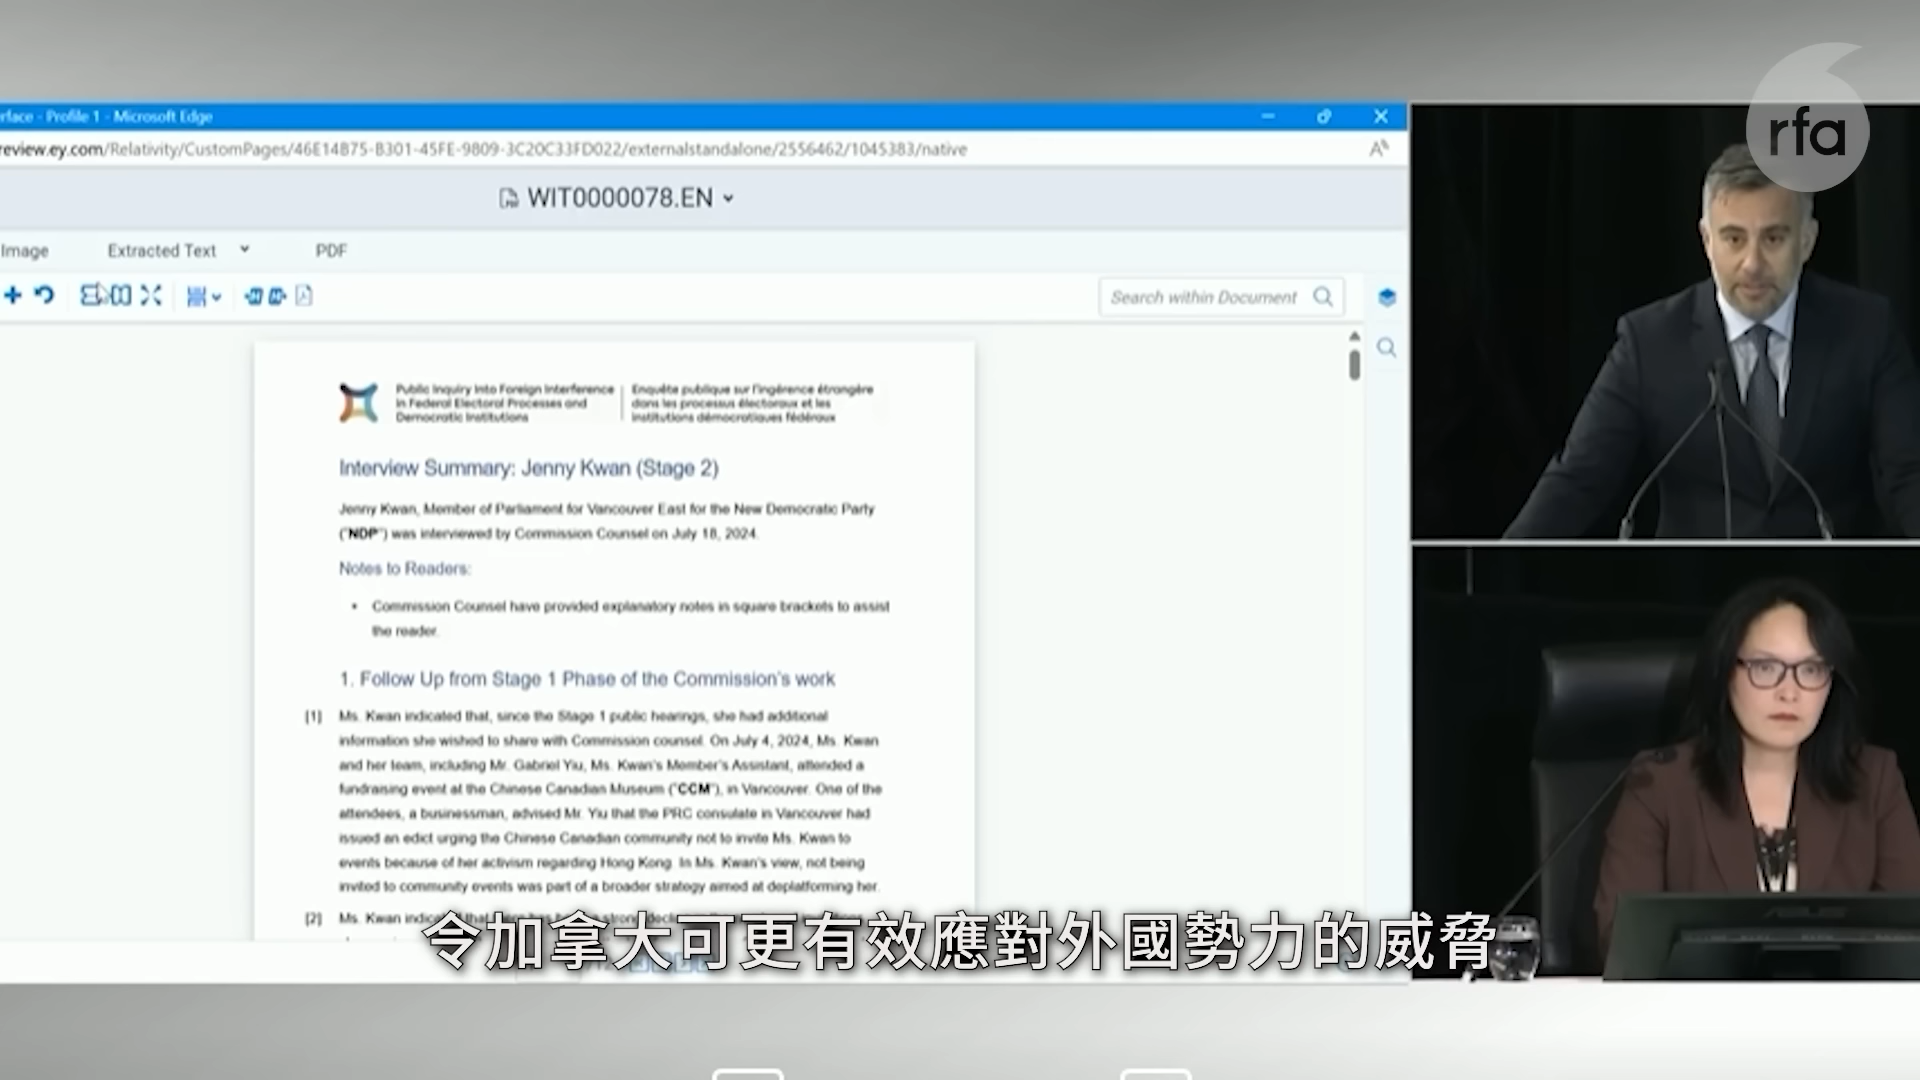 rface - Profile 1 - Microsoft Edge
review.ey.com/Relativity/CustomPages/46E14B75-B301-45FE-9809-3C20C33FD022/externalstandalone/2556462/1045383/native
WIT0000078.EN
Image Extracted Text PDF
Search within Document
Public Inquiry Into Foreign Interference
in Federal Electoral Processes and
Democratic Institutions
Enquête publique sur l'ingérence étrangère
dans les processus électoraux et les
institutions démocratiques fédéraux
Interview Summary: Jenny Kwan (Stage 2)
Jenny Kwan, Member of Parliament for Vancouver East for the New Democratic Party
("NDP") was interviewed by Commission Counsel on July 18, 2024.
Notes to Readers:
• Commission Counsel have provided explanatory notes in square brackets to assist
the reader.
1. Follow Up from Stage 1 Phase of the Commission's work
[1] Ms. Kwan indicated that, since the Stage 1 public hearings, she had additional
information she wished to share with Commission counsel. On July 4, 2024, Ms. Kwan
and her team, including Mr. Gabriel Yiu, Ms. Kwan's Member's Assistant, attended a
fundraising event at the Chinese Canadian Museum ("CCM"), in Vancouver. One of the
attendees, a businessman, advised Mr. Yiu that the PRC consulate in Vancouver had
issued an edict urging the Chinese Canadian community not to invite Ms. Kwan to
events because of her activism regarding Hong Kong. In Ms. Kwan's view, not being
invited to community events was part of a broader strategy aimed at deplatforming her.
[2] Ms. Kwan
令加拿大可更有效應對外國勢力的威脅
rfa